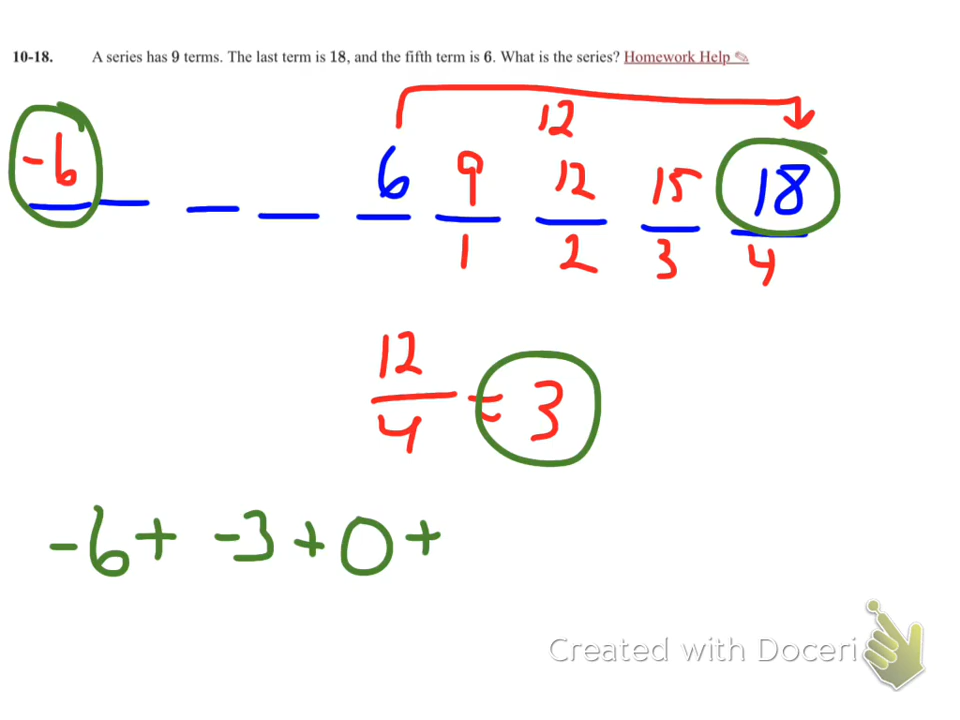 10-18. A series has 9 terms. The last term is 18, and the fifth term is 6. What is the series? Homework Help
12
-6 6 9 12 15 18
1 2 3 4
12
4
= 3
-6 + -3 + 0 +
Created with Doceri